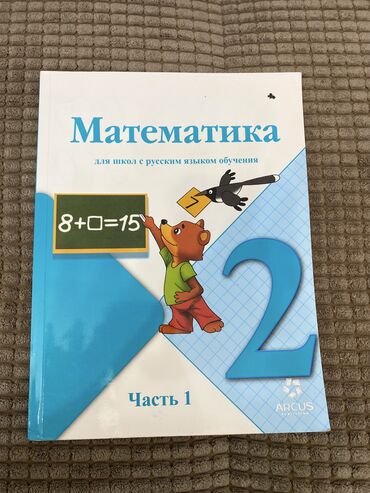 Математика
для школ с русским языком обучения
8+□=15
2
Часть 1
ARCUS